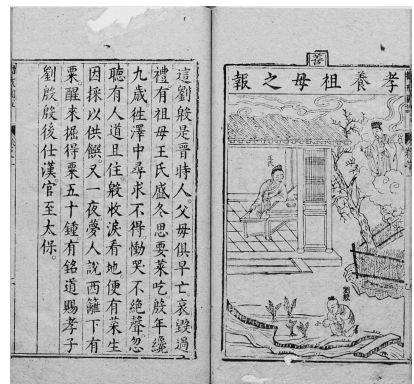 善
孝養祖母之報
劉殷
這劉殷是晉時人父母俱早亡哀毀過
禮有祖母王氏盛冬思要菜吃殷年纔
九歲徃澤中尋求不得慟哭不絶聲忽
聽有人道且住殷收淚看地便有菜生
因採以供饌又一夜夢人說西籬下有
粟醒來掘得粟五十鍾有銘道賜孝子
劉殷殷後仕漢官至太保